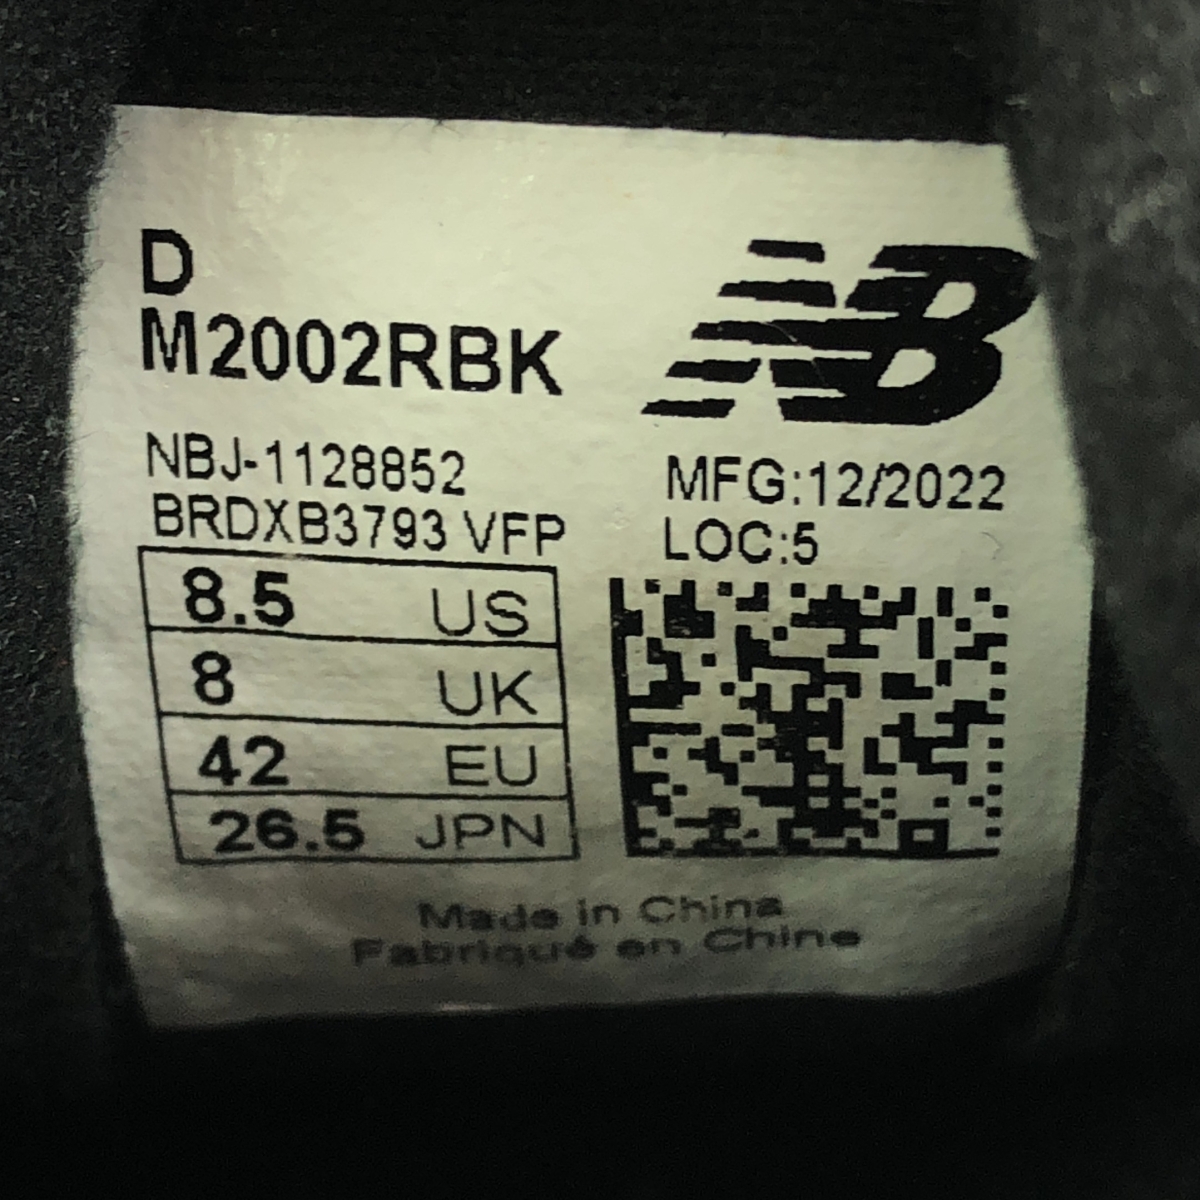 D
M2002RBK
NB
NBJ-1128852
BRDXB3793 VFP
MFG:12/2022
LOC:5
8.5 US
8 UK
42 EU
26.5 JPN
Made in China
Fabriqué en Chine